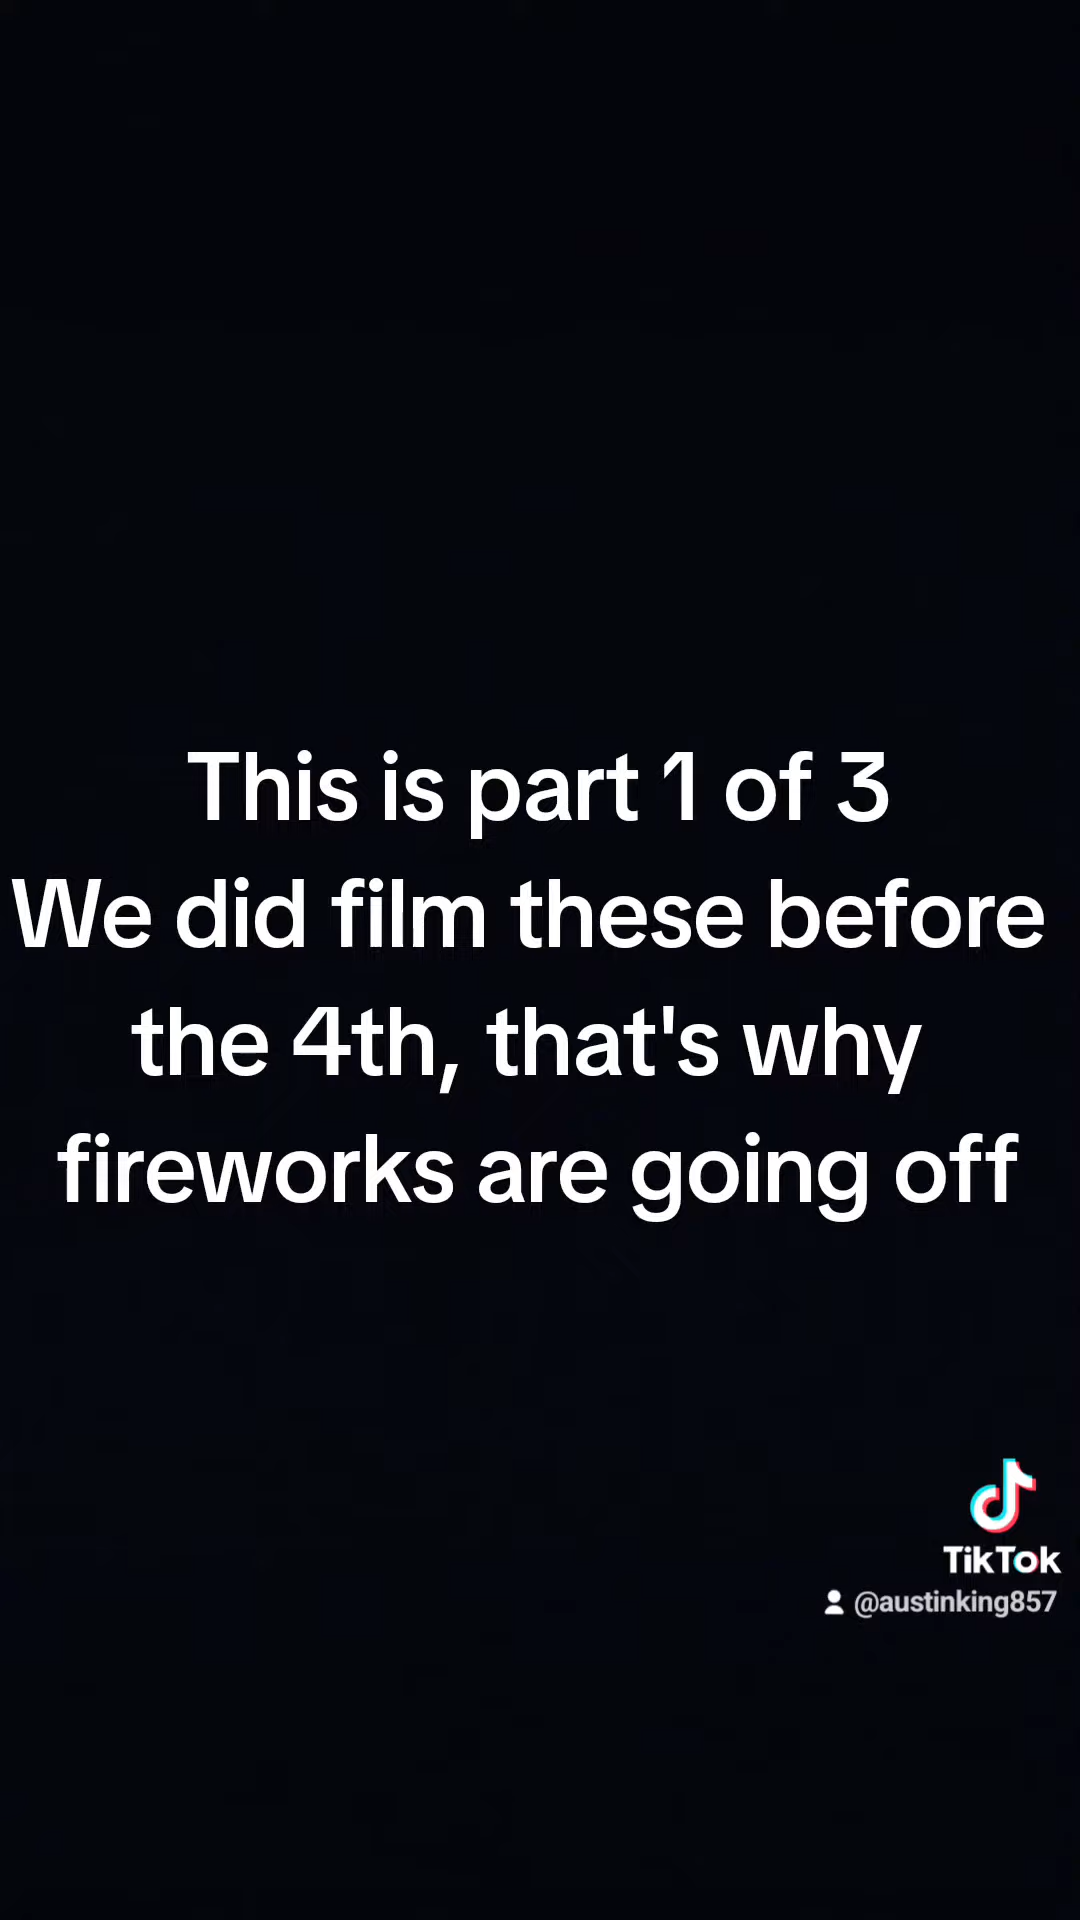 This is part 1 of 3
We did film these before
the 4th, that's why
fireworks are going off
TikTok
@austinking857